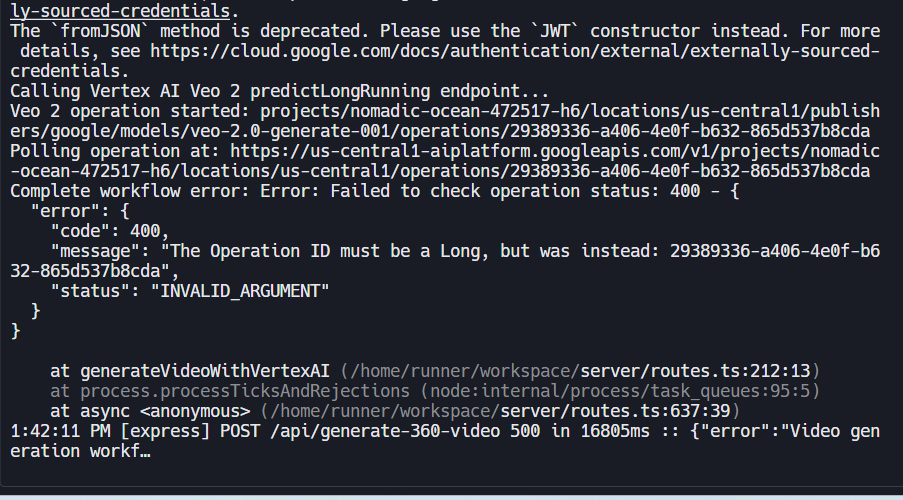 ly-sourced-credentials.
The `fromJSON` method is deprecated. Please use the `JWT` constructor instead. For more
 details, see https://cloud.google.com/docs/authentication/external/externally-sourced-
credentials.
Calling Vertex AI Veo 2 predictLongRunning endpoint...
Veo 2 operation started: projects/nomadic-ocean-472517-h6/locations/us-central1/publish
ers/google/models/veo-2.0-generate-001/operations/29389336-a406-4e0f-b632-865d537b8cda
Polling operation at: https://us-central1-aiplatform.googleapis.com/v1/projects/nomadic
-ocean-472517-h6/locations/us-central1/operations/29389336-a406-4e0f-b632-865d537b8cda
Complete workflow error: Error: Failed to check operation status: 400 - {
  "error": {
    "code": 400,
    "message": "The Operation ID must be a Long, but was instead: 29389336-a406-4e0f-b6
32-865d537b8cda",
    "status": "INVALID_ARGUMENT"
  }
}
    at generateVideoWithVertexAI (/home/runner/workspace/server/routes.ts:212:13)
    at process.processTicksAndRejections (node:internal/process/task_queues:95:5)
    at async <anonymous> (/home/runner/workspace/server/routes.ts:637:39)
1:42:11 PM [express] POST /api/generate-360-video 500 in 16805ms :: {"error":"Video gen
eration workf…